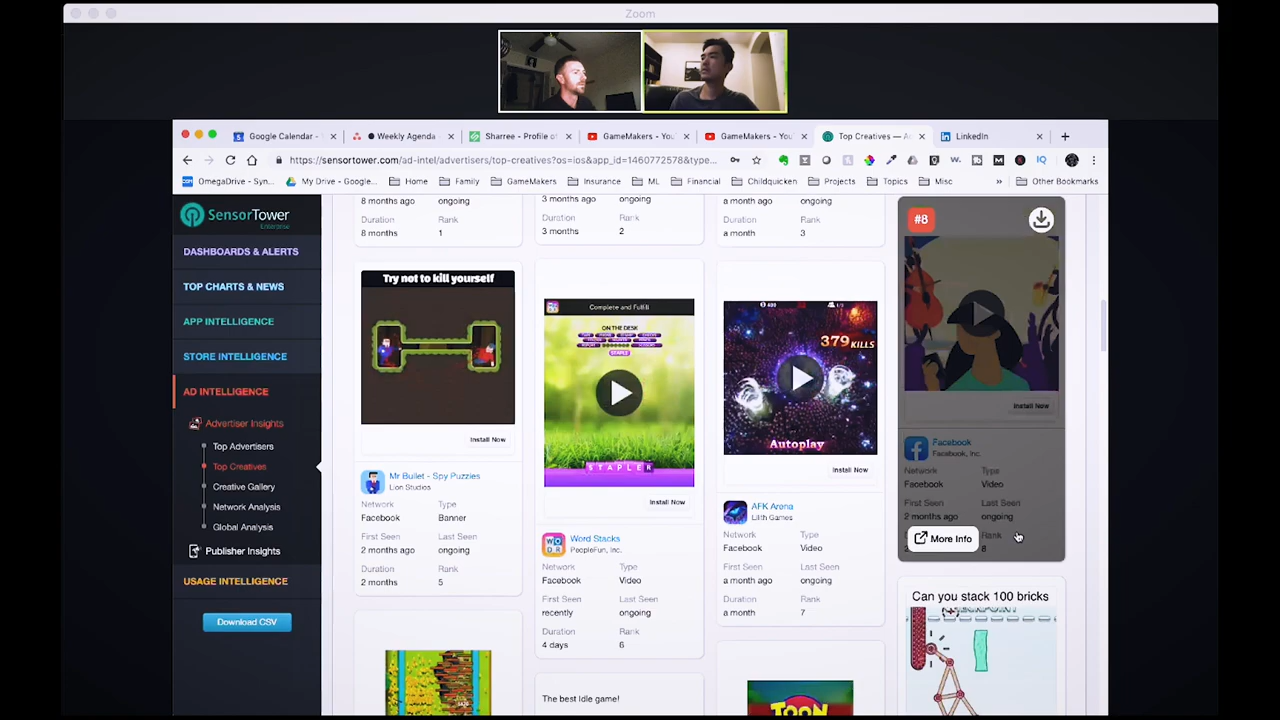 Zoom
Google Calendar -
Weekly Agenda
Sharree - Profile of
GameMakers - You
GameMakers - You
Top Creatives — A
LinkedIn
https://sensortower.com/ad-intel/advertisers/top-creatives?os=ios&app_id=1460772578&type...
OmegaDrive - Syn...
My Drive - Google...
Home
Family
GameMakers
Insurance
ML
Financial
Childquicken
Projects
Topics
Misc
»
Other Bookmarks
SensorTower
Enterprise
DASHBOARDS & ALERTS
TOP CHARTS & NEWS
APP INTELLIGENCE
STORE INTELLIGENCE
AD INTELLIGENCE
Advertiser Insights
Top Advertisers
Top Creatives
Creative Gallery
Network Analysis
Global Analysis
Publisher Insights
USAGE INTELLIGENCE
Download CSV
8 months ago ongoing
Duration Rank
8 months 1
3 months ago ongoing
Duration Rank
3 months 2
a month ago ongoing
Duration Rank
a month 3
Try not to kill yourself
Install Now
Mr Bullet - Spy Puzzles
Lion Studios
Network Type
Facebook Banner
First Seen Last Seen
2 months ago ongoing
Duration Rank
2 months 5
Complete and Fulfill
ON THE DESK
STAPLE
STAPLER
Install Now
Word Stacks
PeopleFun, Inc.
Network Type
Facebook Video
First Seen Last Seen
recently ongoing
Duration Rank
4 days 6
The best Idle game!
379 KILLS
Autoplay
Install Now
AFK Arena
Lilith Games
Network Type
Facebook Video
First Seen Last Seen
a month ago ongoing
Duration Rank
a month 7
TOON
#8
Install Now
Facebook
Facebook, Inc.
Network Type
Facebook Video
First Seen Last Seen
2 months ago ongoing
Rank
More Info
8
Can you stack 100 bricks